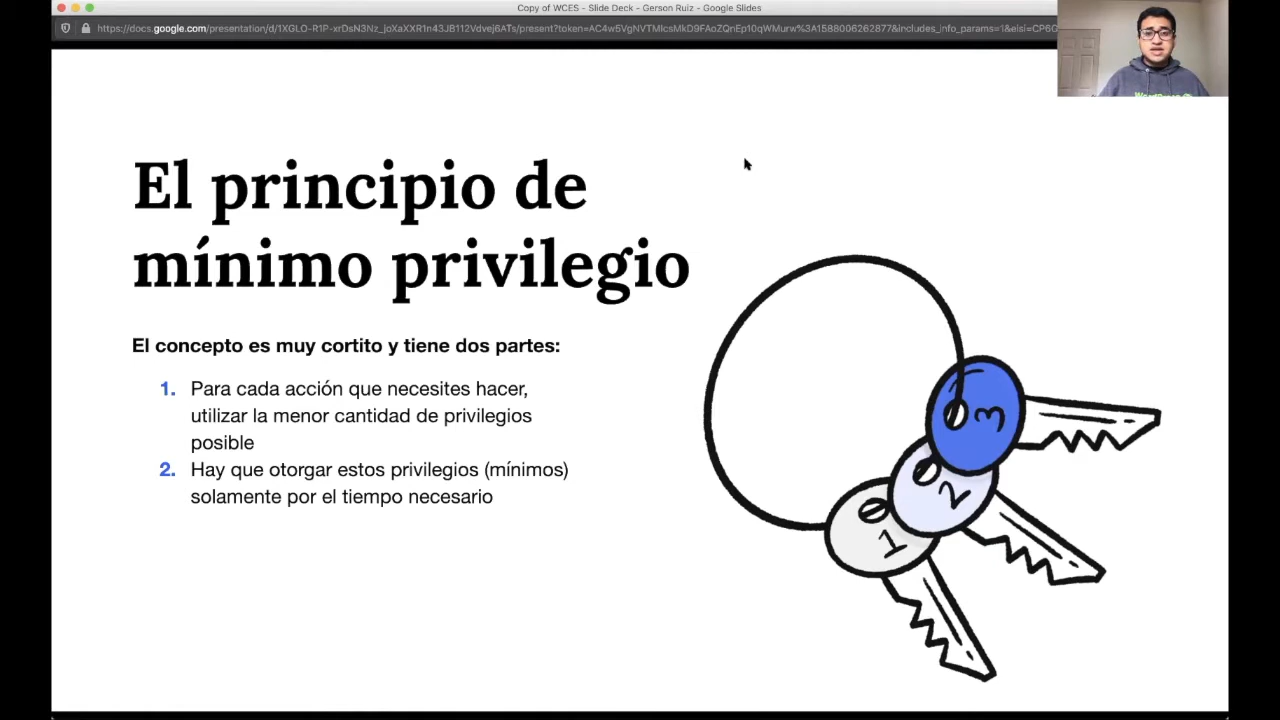 Copy of WCES - Slide Deck - Gerson Ruiz - Google Slides
El principio de
mínimo privilegio
El concepto es muy cortito y tiene dos partes:
1. Para cada acción que necesites hacer,
utilizar la menor cantidad de privilegios
posible
2. Hay que otorgar estos privilegios (mínimos)
solamente por el tiempo necesario
3
2
1